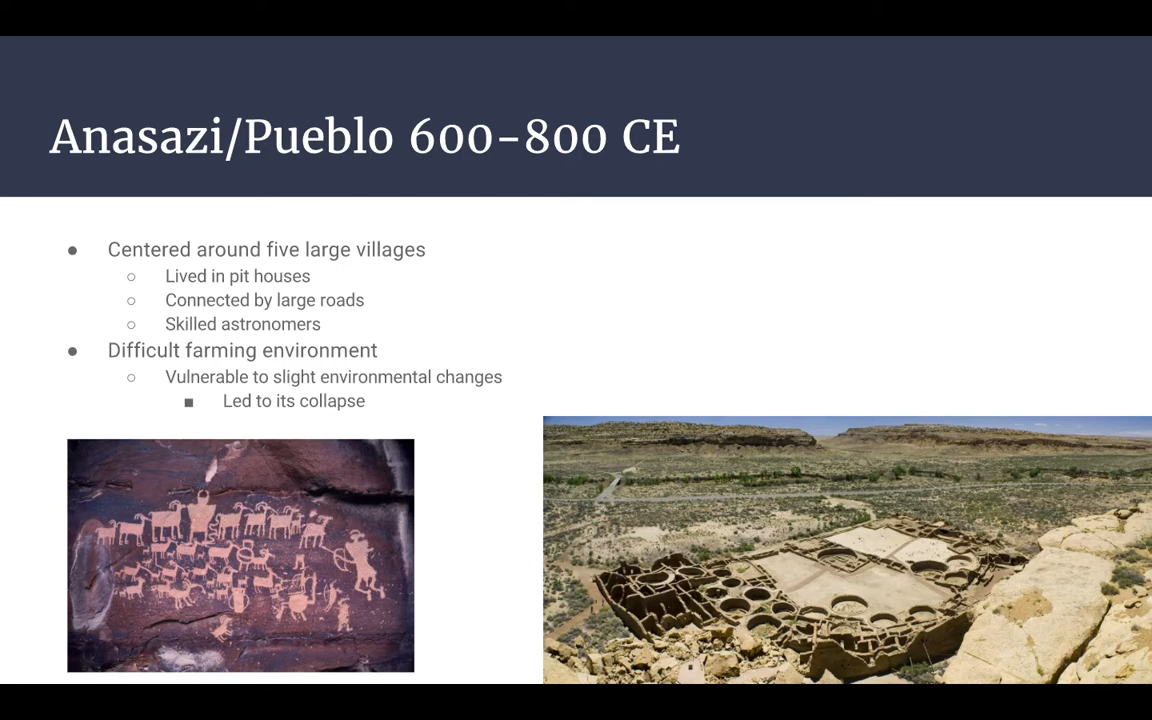 Anasazi/Pueblo 600-800 CE
● Centered around five large villages
○ Lived in pit houses
○ Connected by large roads
○ Skilled astronomers
● Difficult farming environment
○ Vulnerable to slight environmental changes
■ Led to its collapse